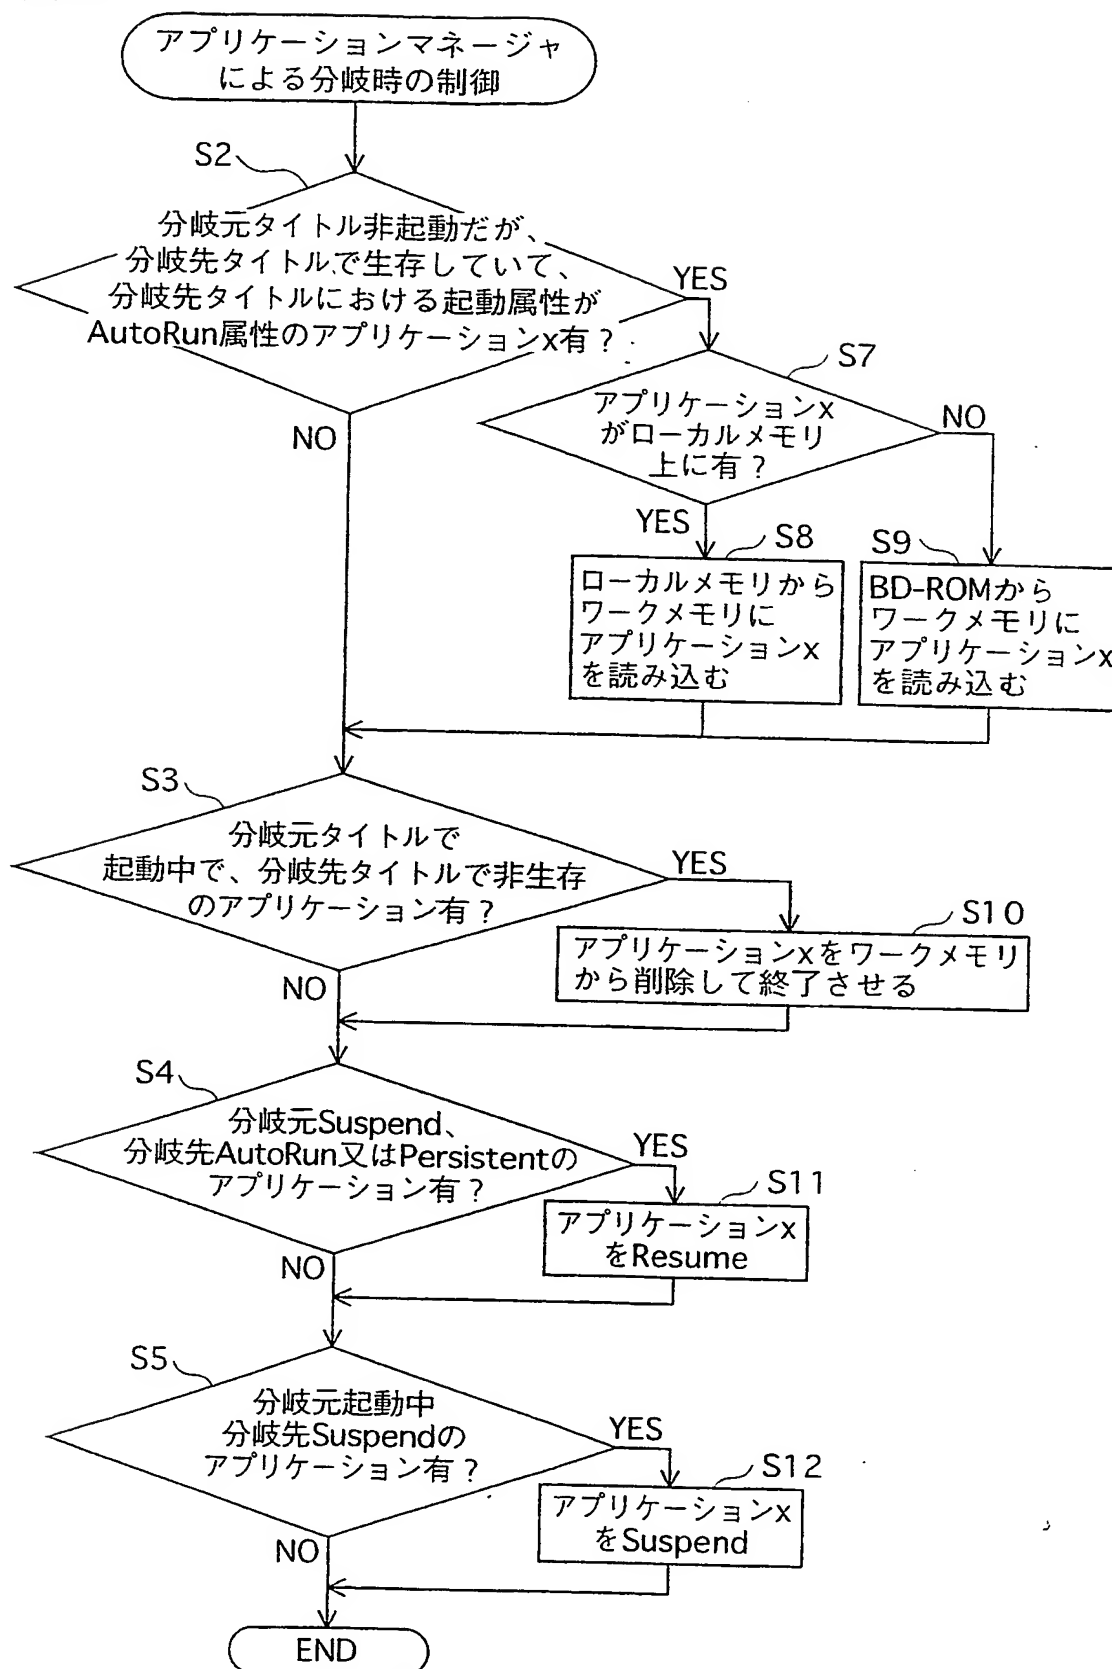 アプリケーションマネージャ
による分岐時の制御
S2
分岐元タイトル非起動だが、
分岐先タイトルで生存していて、
分岐先タイトルにおける起動属性が
AutoRun属性のアプリケーションx有？
YES
NO
S7
アプリケーションx
がローカルメモリ
上に有？
NO
YES
S8
ローカルメモリから
ワークメモリに
アプリケーションx
を読み込む
S9
BD-ROMから
ワークメモリに
アプリケーションx
を読み込む
S3
分岐元タイトルで
起動中で、分岐先タイトルで非生存
のアプリケーション有？
YES
NO
S10
アプリケーションxをワークメモリ
から削除して終了させる
S4
分岐元Suspend、
分岐先AutoRun又はPersistentの
アプリケーション有？
YES
NO
S11
アプリケーションx
をResume
S5
分岐元起動中
分岐先Suspendの
アプリケーション有？
YES
NO
S12
アプリケーションx
をSuspend
END